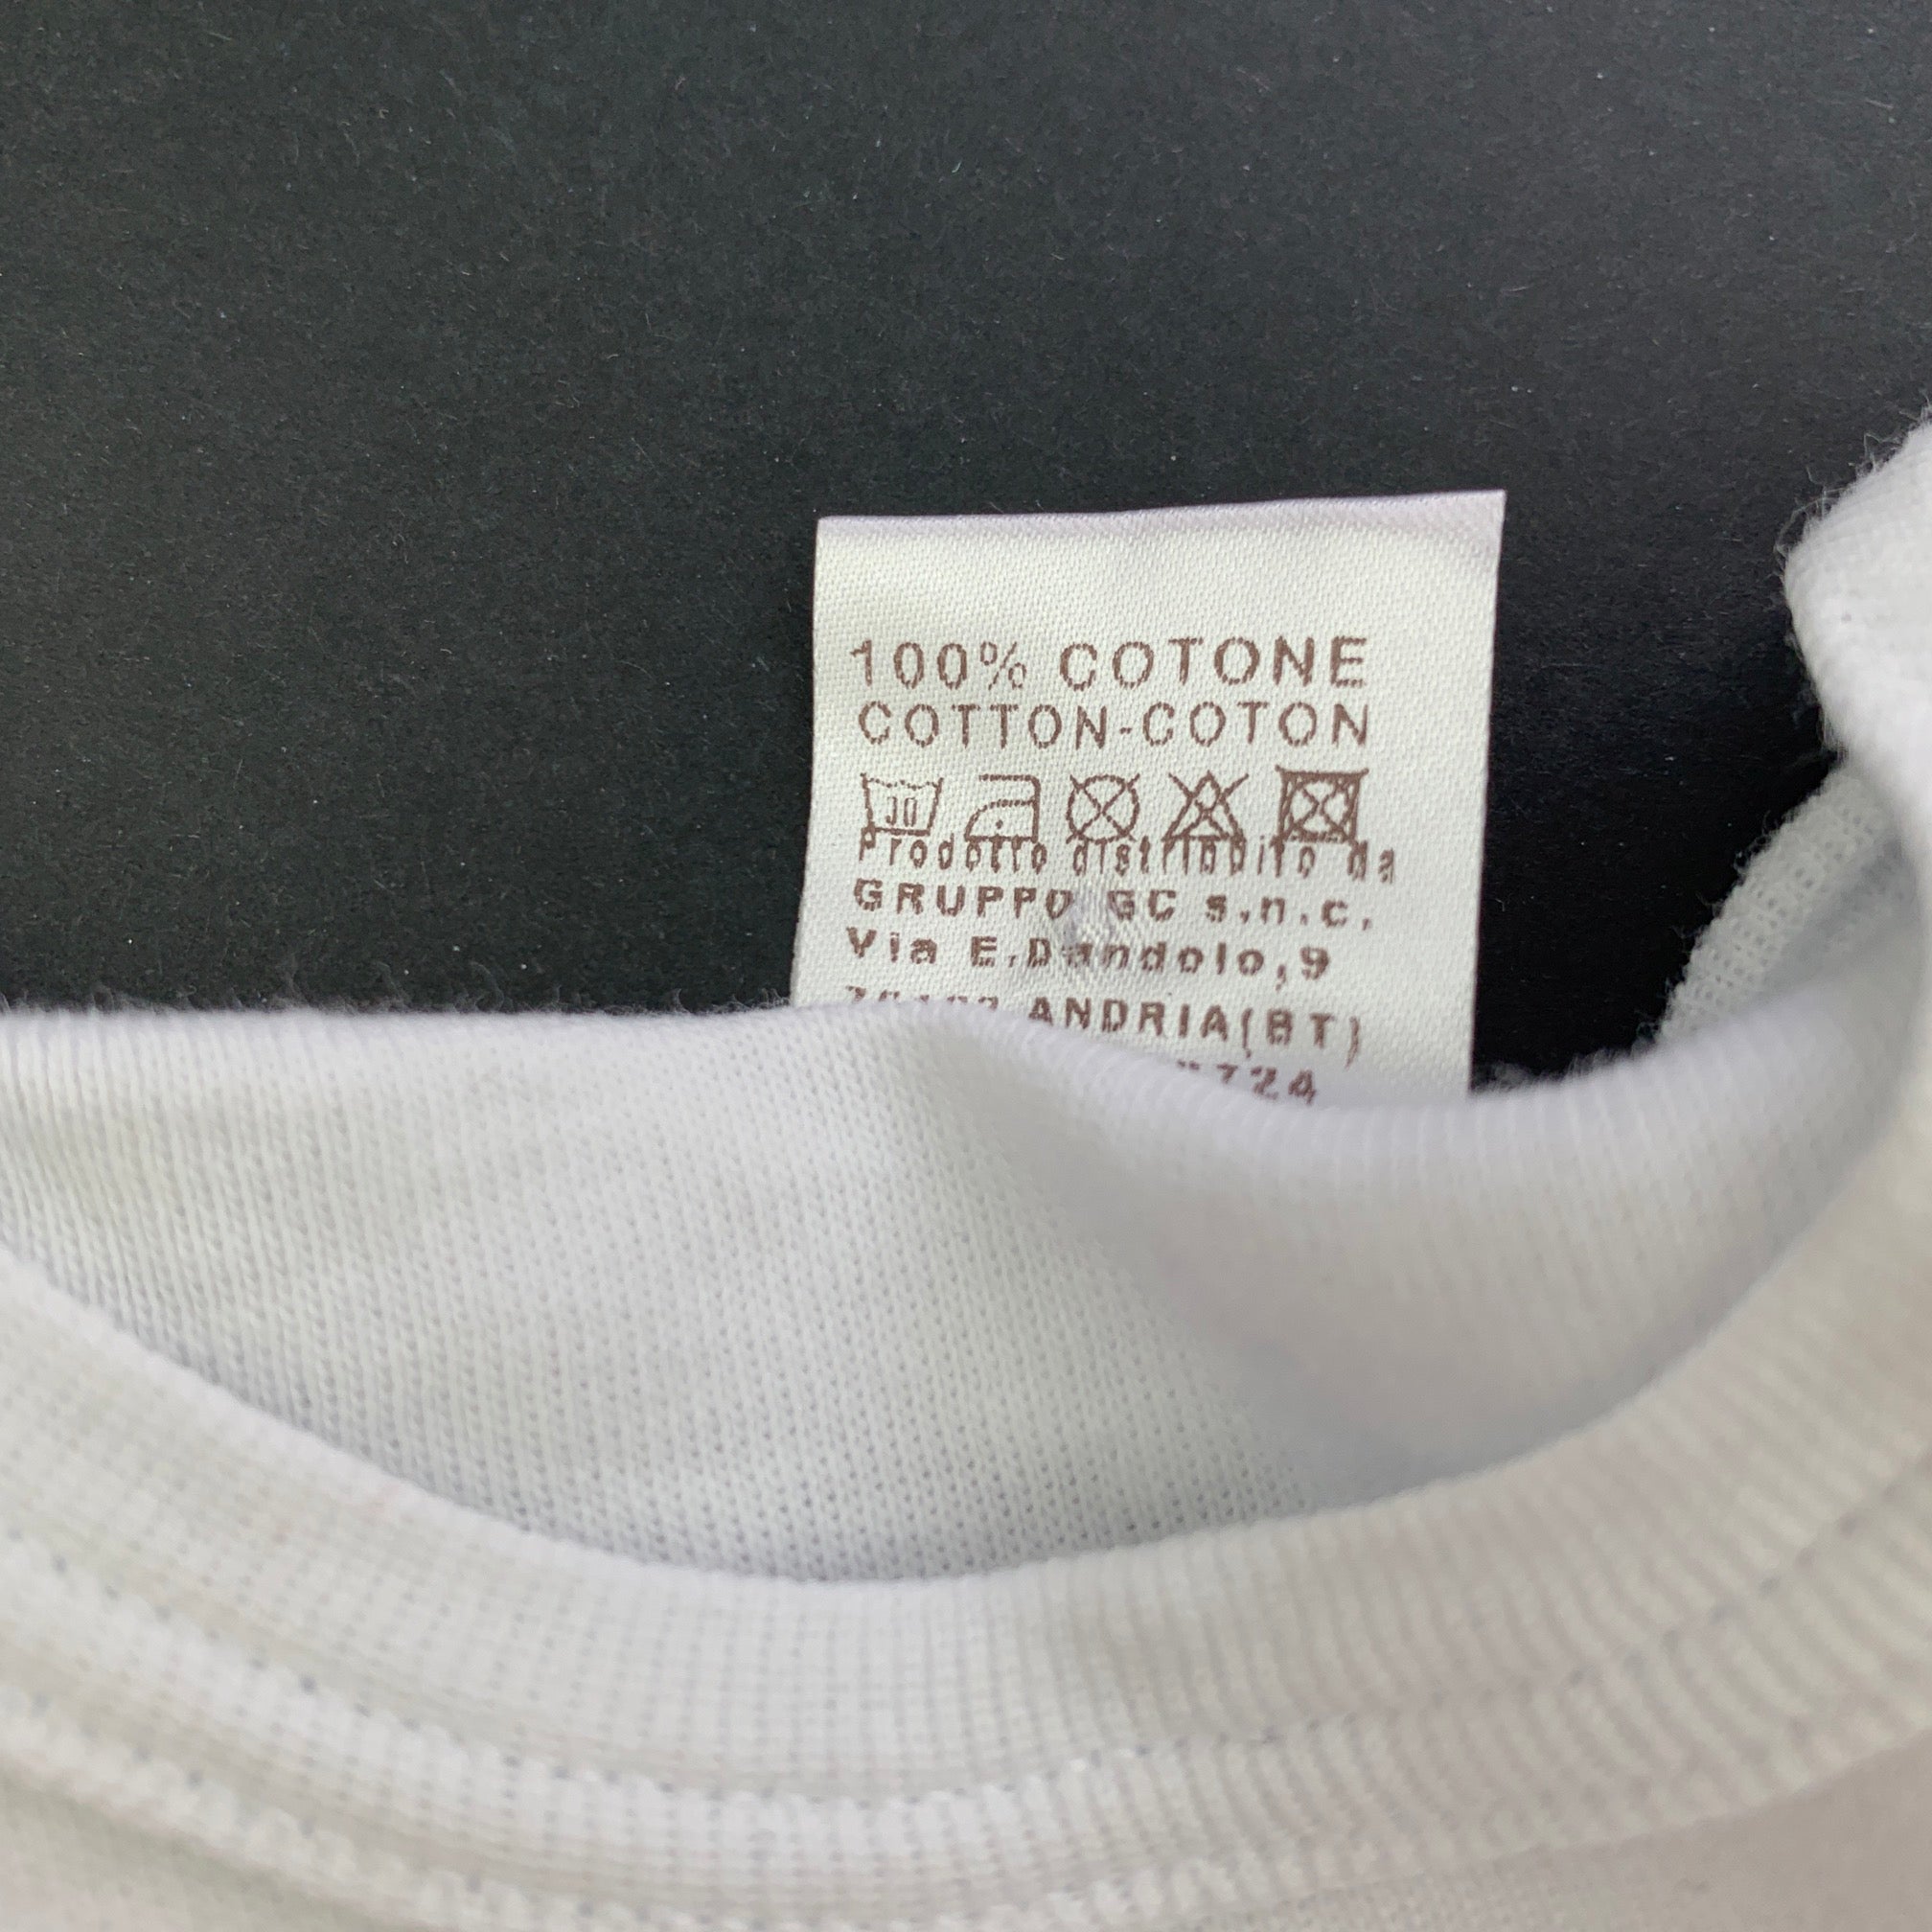 100% COTONE
COTTON-COTON
30
Prodotto distribuito da
GRUPPO GC s.n.c.
Via E.Dandolo,9
ANDRIA(BT)